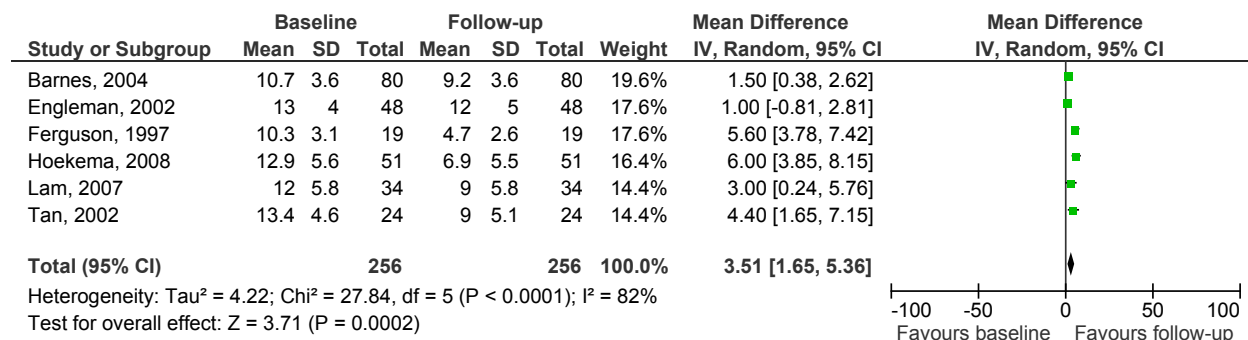 Baseline Follow-up Mean Difference Mean Difference
Study or Subgroup Mean SD Total Mean SD Total Weight IV, Random, 95% CI IV, Random, 95% CI
Barnes, 2004 10.7 3.6 80 9.2 3.6 80 19.6% 1.50 [0.38, 2.62]
Engleman, 2002 13 4 48 12 5 48 17.6% 1.00 [-0.81, 2.81]
Ferguson, 1997 10.3 3.1 19 4.7 2.6 19 17.6% 5.60 [3.78, 7.42]
Hoekema, 2008 12.9 5.6 51 6.9 5.5 51 16.4% 6.00 [3.85, 8.15]
Lam, 2007 12 5.8 34 9 5.8 34 14.4% 3.00 [0.24, 5.76]
Tan, 2002 13.4 4.6 24 9 5.1 24 14.4% 4.40 [1.65, 7.15]
Total (95% CI) 256 256 100.0% 3.51 [1.65, 5.36]
Heterogeneity: Tau² = 4.22; Chi² = 27.84, df = 5 (P < 0.0001); I² = 82%
Test for overall effect: Z = 3.71 (P = 0.0002)
-100 -50 0 50 100
Favours baseline Favours follow-up